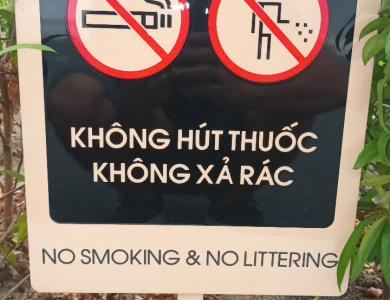 KHÔNG HÚT THUỐC
KHÔNG XẢ RÁC
NO SMOKING & NO LITTERING